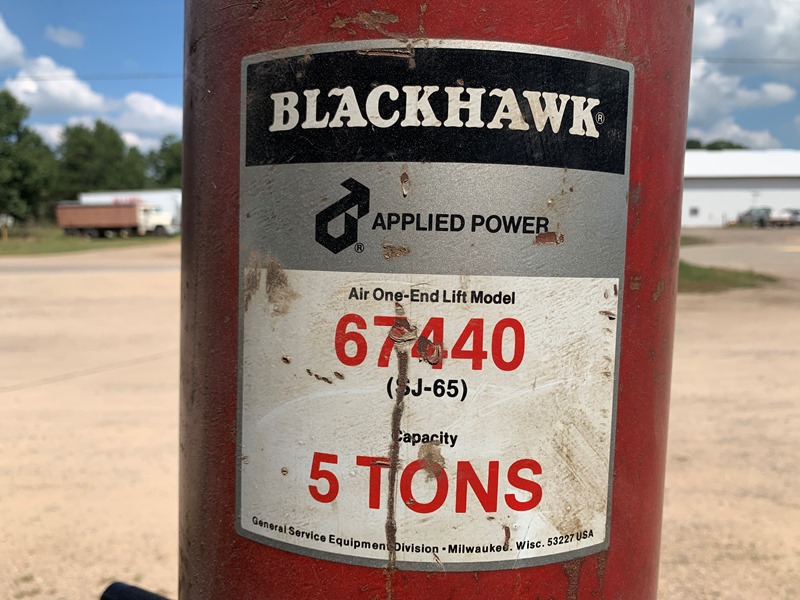 BLACKHAWK®
APPLIED POWER
®
Air One-End Lift Model
67440
(SJ-65)
Capacity
5 TONS
General Service Equipment Division • Milwaukee, Wisc. 53227 USA